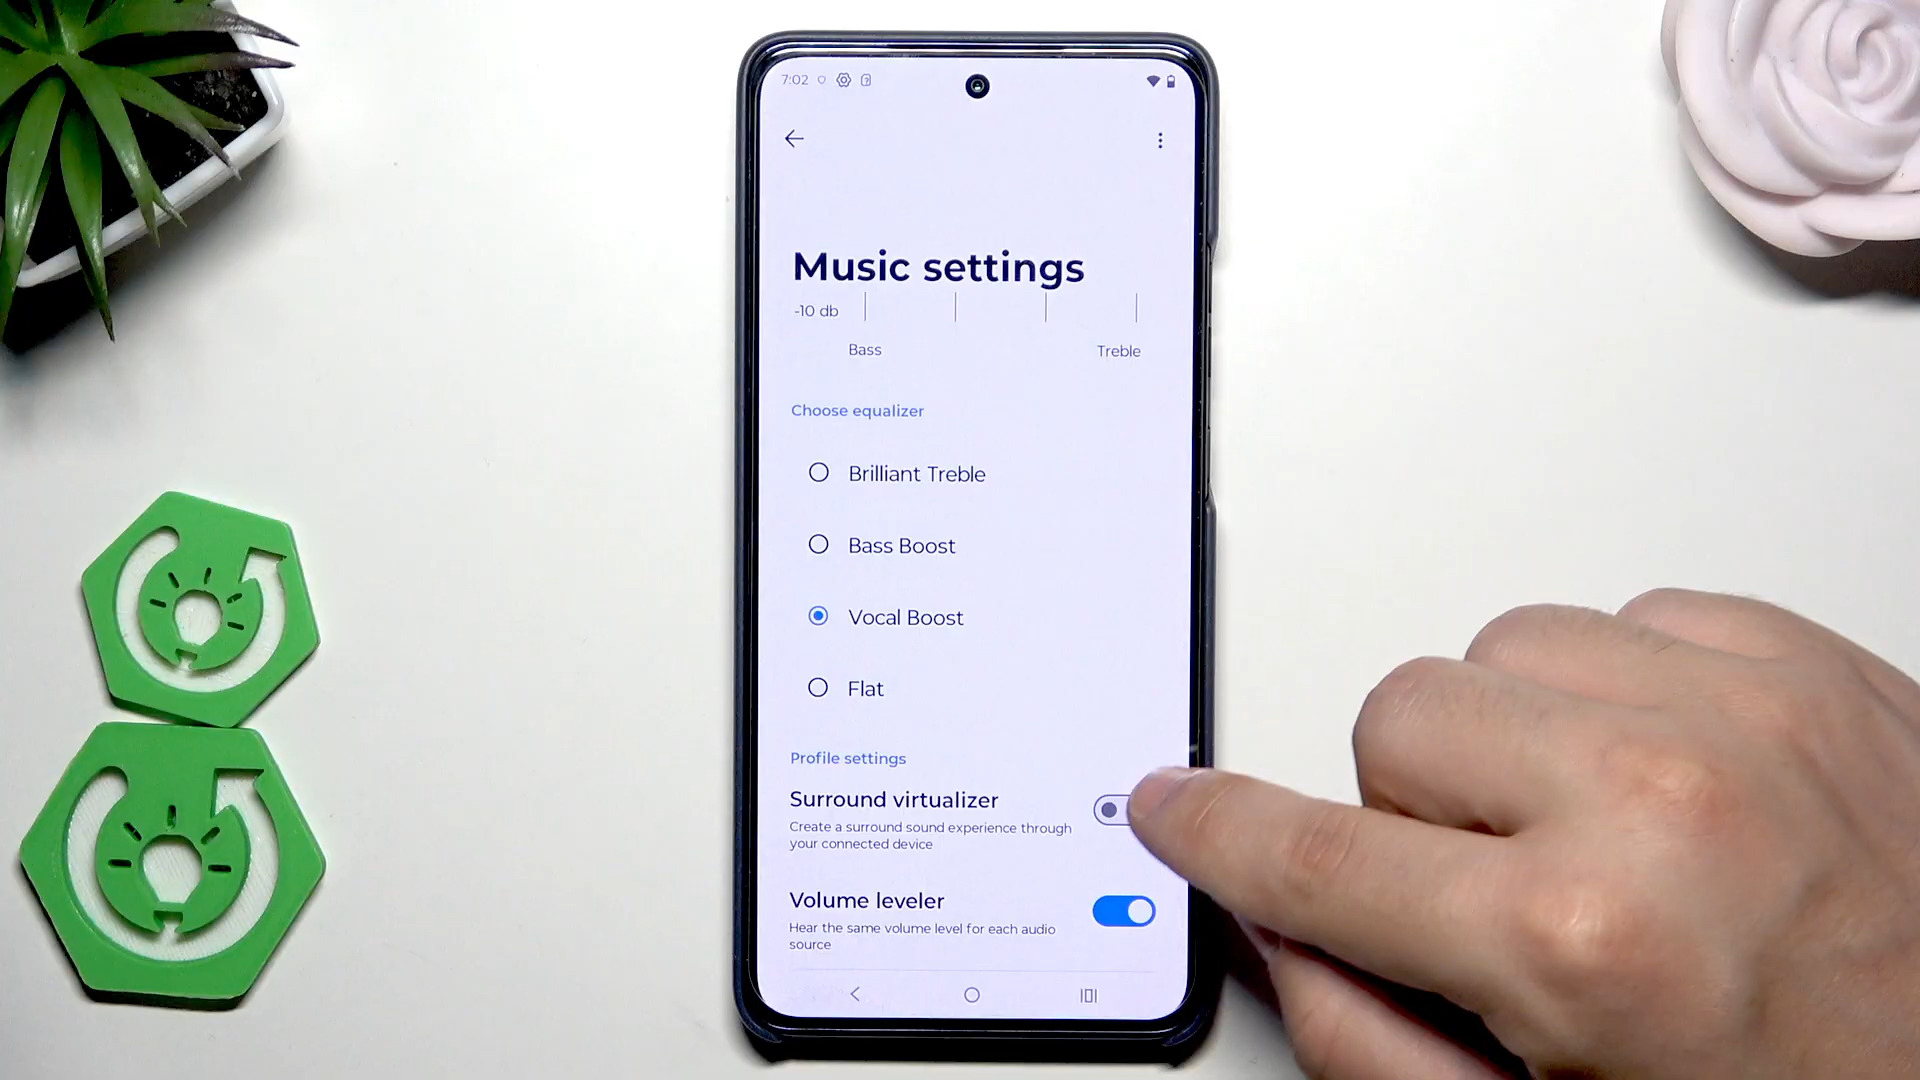 7:02
Music settings
-10 db
Bass Treble
Choose equalizer
Brilliant Treble
Bass Boost
Vocal Boost
Flat
Profile settings
Surround virtualizer
Create a surround sound experience through
your connected device
Volume leveler
Hear the same volume level for each audio
source